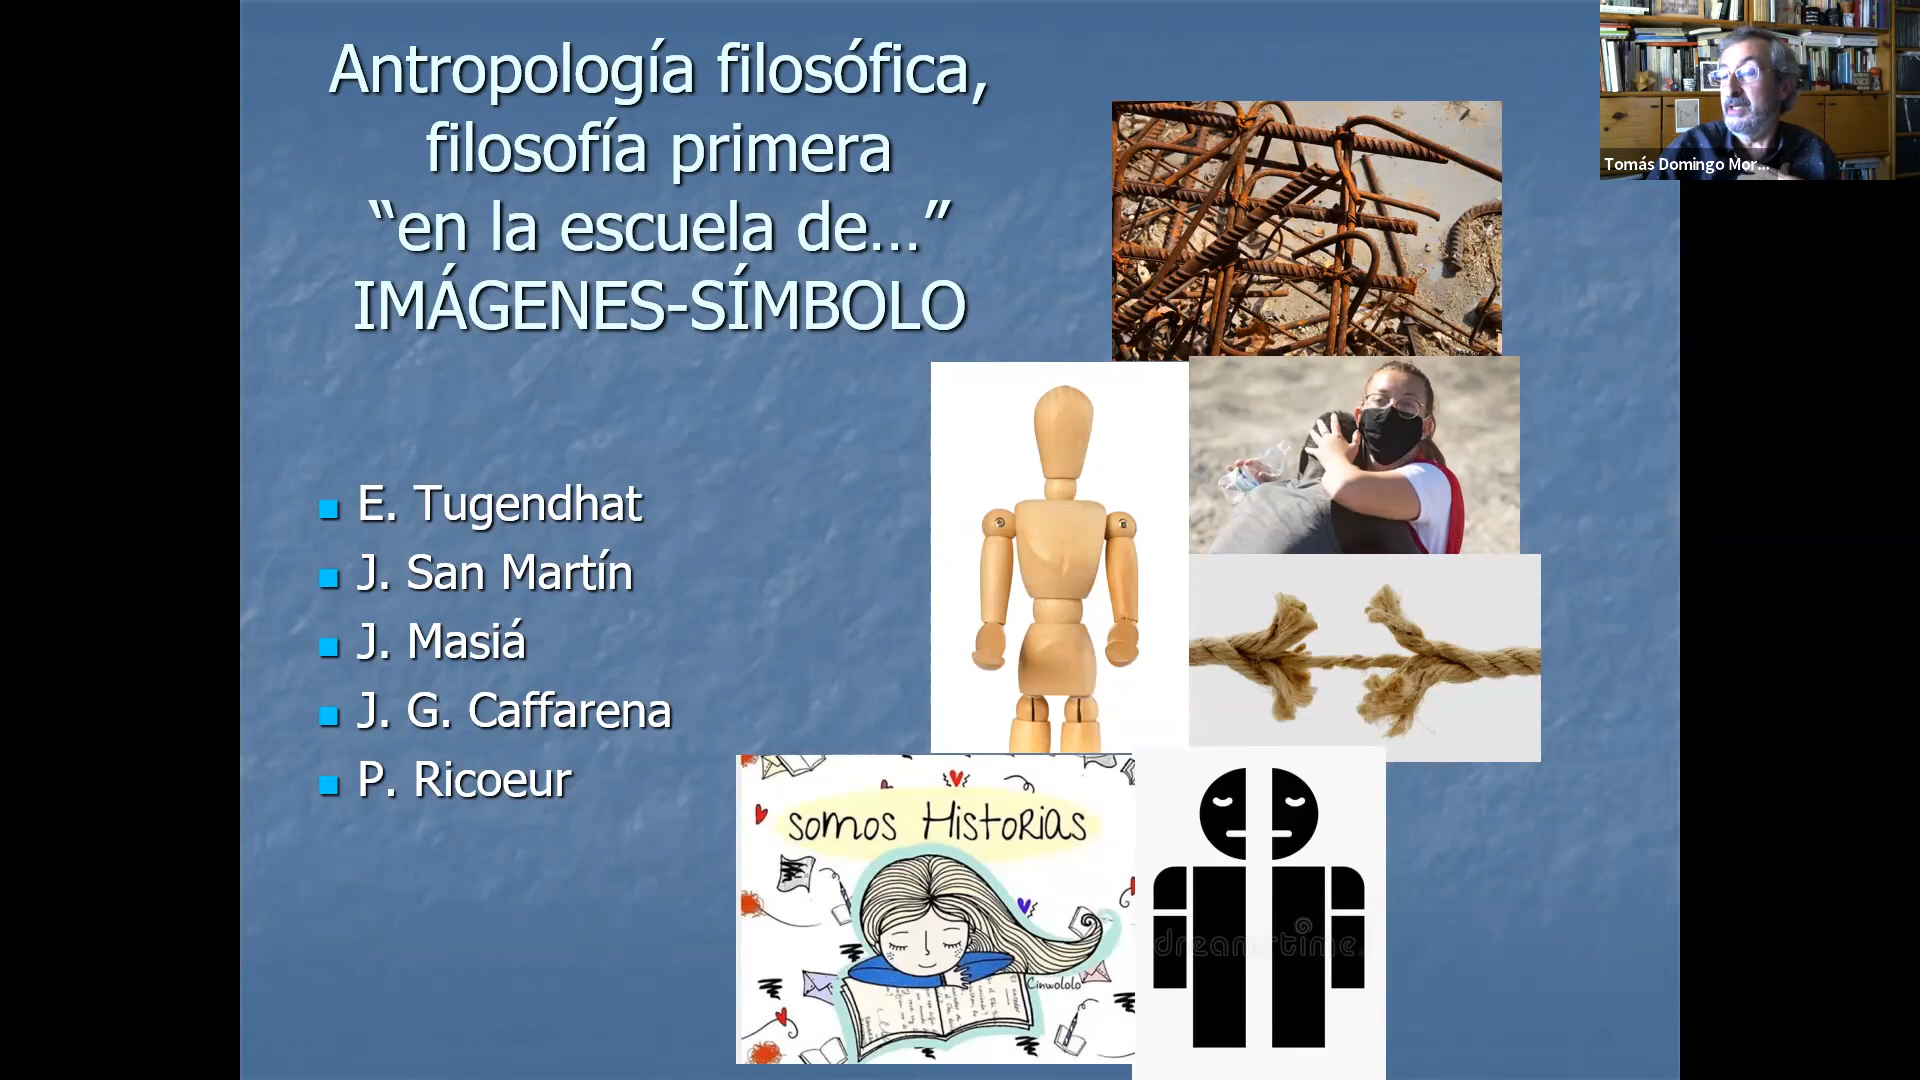 Antropología filosófica,
filosofía primera
“en la escuela de...”
IMÁGENES-SÍMBOLO
E. Tugendhat
J. San Martín
J. Masiá
J. G. Caffarena
P. Ricoeur
Tomás Domingo Mor...
somos HistoRias
Cinwololo
dreamstime.